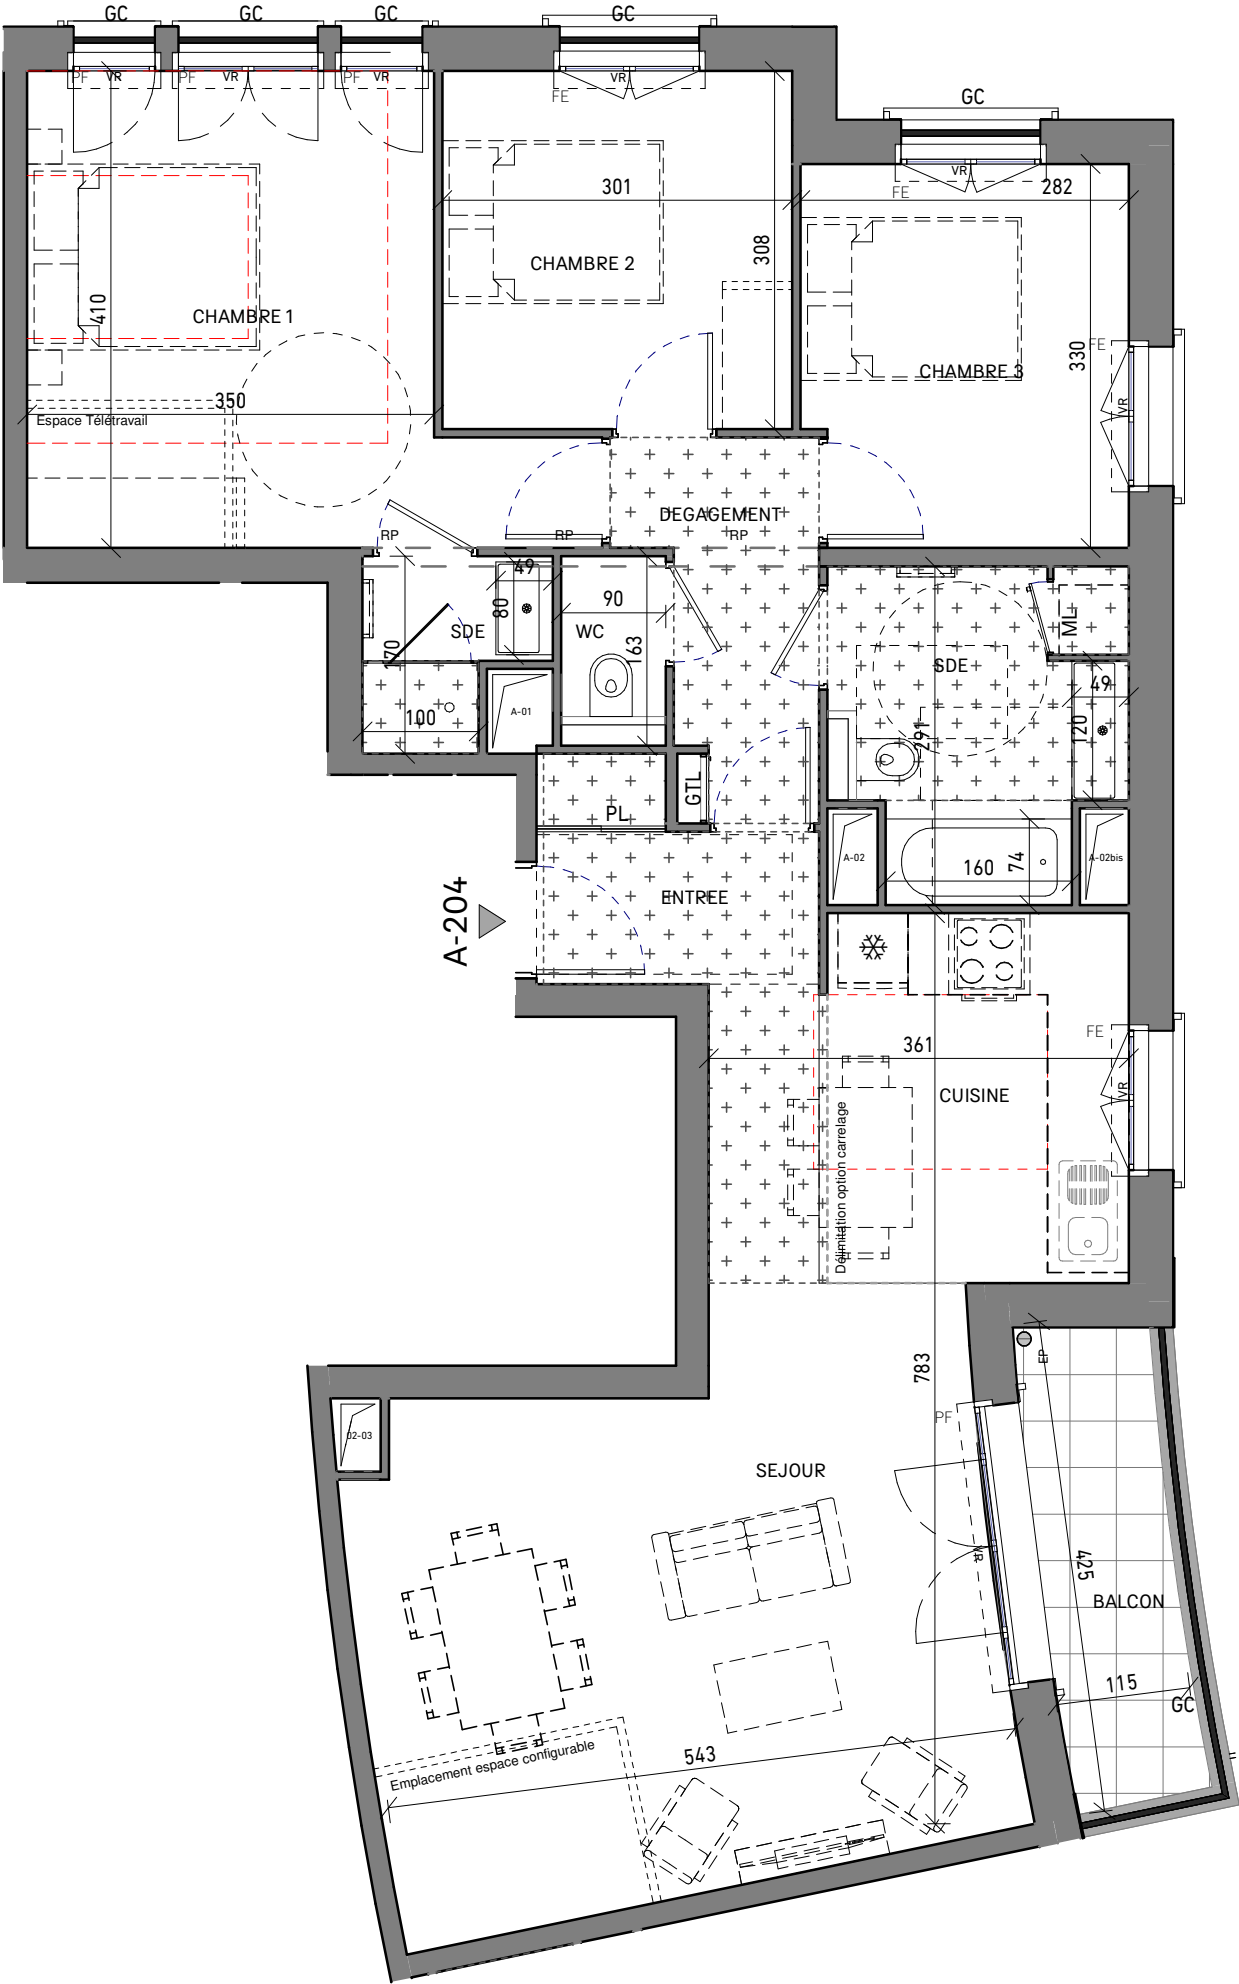 GC
GC
GC
GC
PF
VR
PF
VR
PF
VR
VR
FE
GC
VR
FE
301
282
CHAMBRE 2
308
410
CHAMBRE 1
330
FE
CHAMBRE 3
350
VR
Espace Télétravail
DEGAGEMENT
RP
RP
RP
49
80
90
SDE
WC
163
170
ML
SDE
49
100
A-01
291
120
GTL
PL
A-02
160
74
A-02bis
A-204
ENTREE
361
FE
VR
CUISINE
Délimitation option carrelage
783
EP
PF
02-03
SEJOUR
VR
425
BALCON
115
GC
543
Emplacement espace configurable